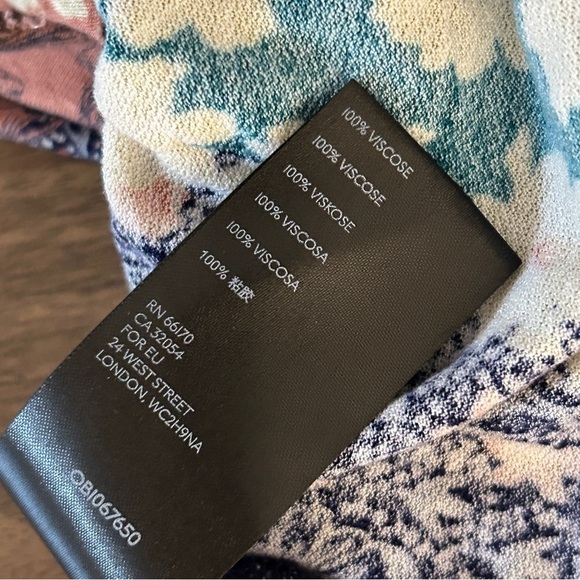 100% VISCOSE
100% VISCOSE
100% VISKOSE
100% VISCOSA
100% VISCOSA
100% 粘胶
RN 66170
CA 32054
FOR EU
24 WEST STREET
LONDON, WC2H9NA
OB1067650